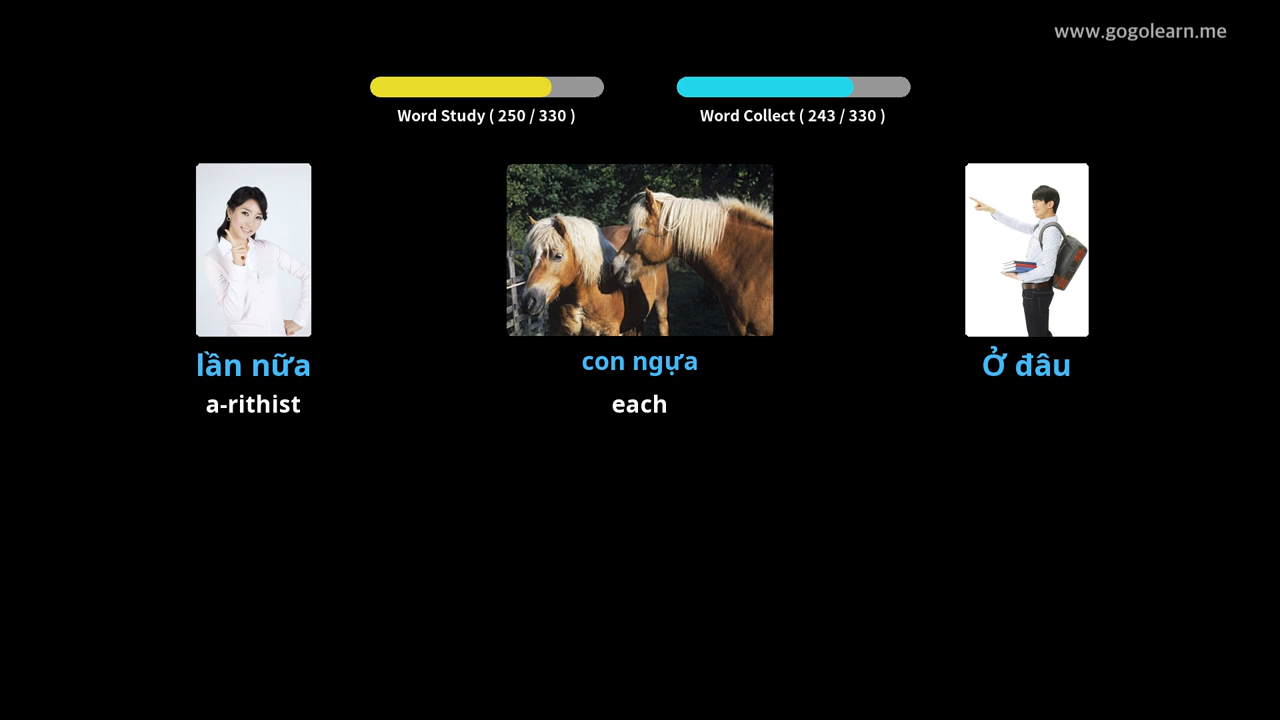 www.gogolearn.me
Word Study ( 250 / 330 )
Word Collect ( 243 / 330 )
lần nữa
con ngựa
Ở đâu
a-rithist
each